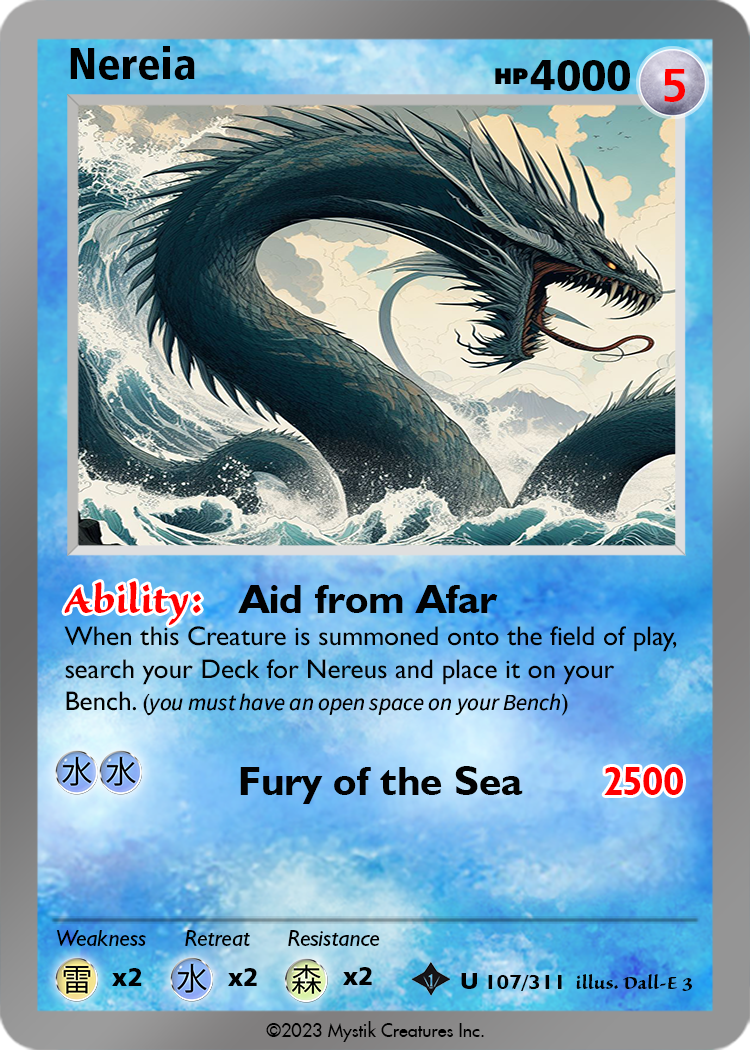 Nereia
HP4000 5
Ability: Aid from Afar
When this Creature is summoned onto the field of play,
search your Deck for Nereus and place it on your
Bench. (you must have an open space on your Bench)
水 水 Fury of the Sea 2500
Weakness Retreat Resistance
雷 x2 水 x2 森 x2 1 U 107/311 illus. Dall-E 3
©2023 Mystik Creatures Inc.